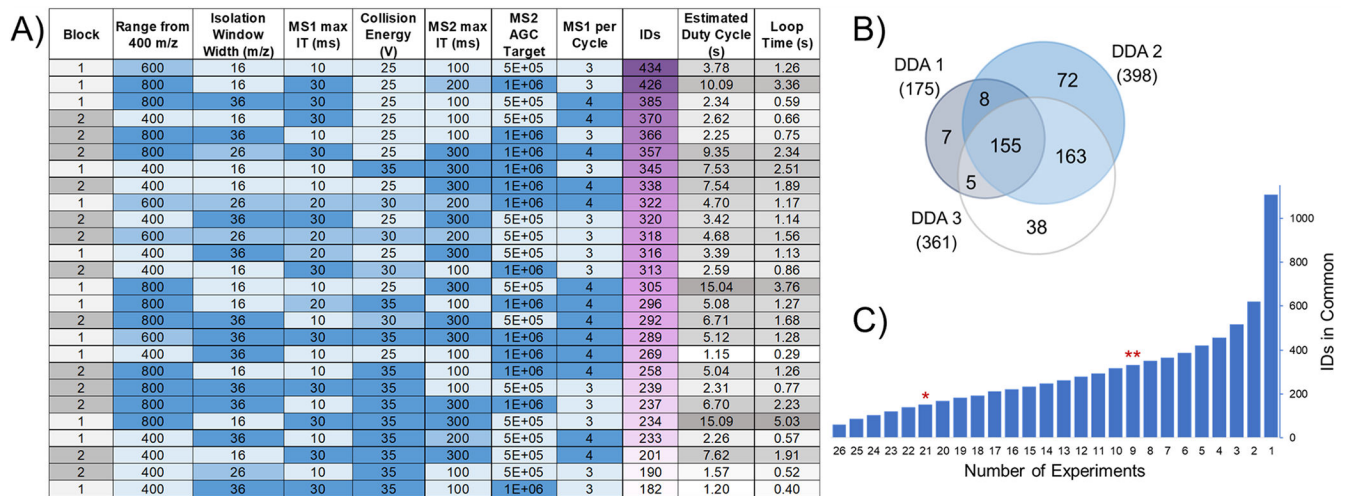 A)
Block | Range from 400 m/z | Isolation Window Width (m/z) | MS1 max IT (ms) | Collision Energy (V) | MS2 max IT (ms) | MS2 AGC Target | MS1 per Cycle | IDs | Estimated Duty Cycle (s) | Loop Time (s)
1 600 16 10 25 100 5E+05 3 434 3.78 1.26
1 800 16 30 25 200 1E+06 3 426 10.09 3.36
1 800 36 30 25 100 5E+05 4 385 2.34 0.59
2 400 16 30 25 100 5E+05 4 370 2.62 0.66
2 800 36 10 25 100 1E+06 3 366 2.25 0.75
2 800 26 30 25 300 5E+05 4 357 9.35 2.34
1 400 16 10 35 300 1E+06 3 345 7.53 2.51
2 400 16 10 25 300 1E+06 4 338 7.54 1.89
1 600 26 20 30 200 1E+06 4 322 4.70 1.17
2 400 36 30 25 300 5E+05 3 320 3.42 1.14
2 600 26 20 30 200 5E+05 3 318 4.68 1.56
1 400 36 20 25 300 5E+05 3 316 3.39 1.13
2 400 16 30 30 100 1E+06 3 313 2.59 0.86
1 800 16 10 25 300 5E+05 4 305 15.04 3.76
1 800 16 20 35 100 1E+06 4 296 5.08 1.27
2 800 36 10 30 300 5E+05 4 292 6.71 1.68
1 600 36 30 35 300 1E+06 4 289 5.12 1.28
1 400 36 10 25 100 1E+06 4 269 1.15 0.29
2 800 16 10 35 100 1E+06 4 258 5.04 1.26
2 800 36 30 35 100 5E+05 3 239 2.31 0.77
2 800 36 10 35 300 1E+06 3 237 6.70 2.23
1 800 16 30 35 300 5E+05 3 234 15.09 5.03
1 400 36 10 35 200 5E+05 4 233 2.26 0.57
2 400 16 30 35 300 5E+05 4 201 7.62 1.91
2 400 26 10 35 100 5E+05 3 190 1.57 0.52
1 400 36 30 35 100 1E+06 3 182 1.20 0.40
B)
DDA 1
(175)
DDA 2
(398)
DDA 3
(361)
72
8
7
155
163
5
38
C)
*
**
1000
800
600
400
200
0
IDs in Common
26 25 24 23 22 21 20 19 18 17 16 15 14 13 12 11 10 9 8 7 6 5 4 3 2 1
Number of Experiments